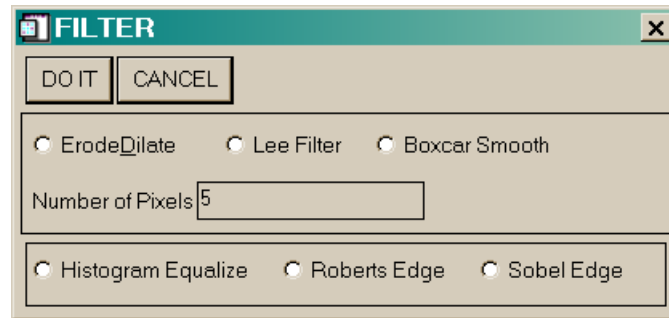 FILTER
DO IT CANCEL
ErodeDilate Lee Filter Boxcar Smooth
Number of Pixels 5
Histogram Equalize Roberts Edge Sobel Edge